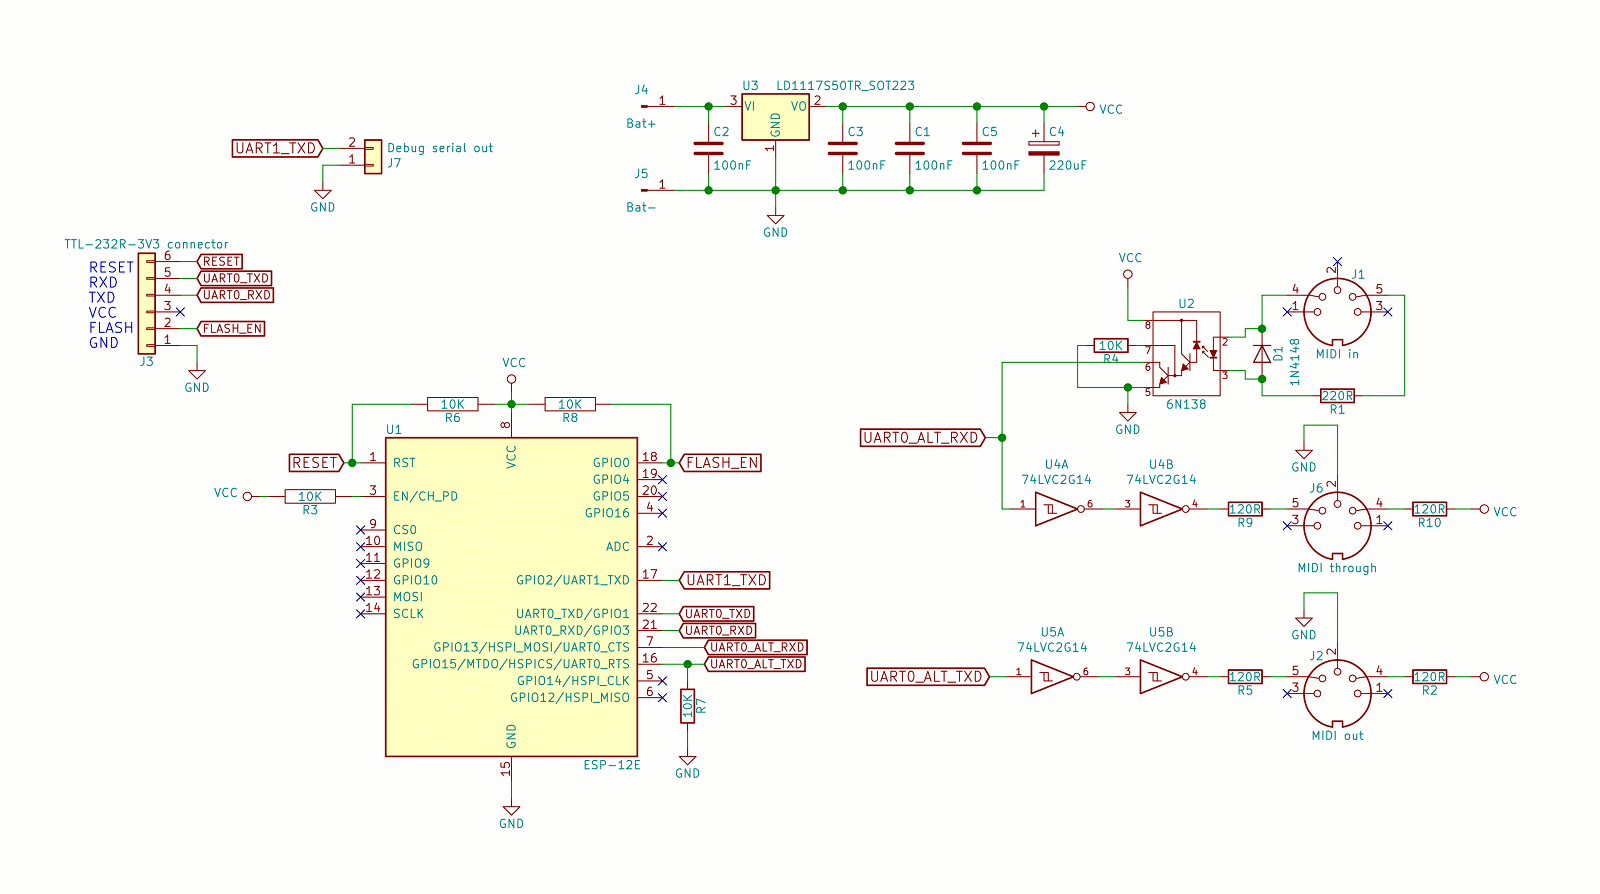 J4
1
Bat+
J5
1
Bat-
U3 LD1117S50TR_SOT223
3 VI VO 2
GND
1
C2
100nF
C3
100nF
C1
100nF
C5
100nF
+ C4
220uF
VCC
GND
UART1_TXD
2
1
Debug serial out
J7
GND
TTL-232R-3V3 connector
RESET 6 RESET
RXD 5 UART0_TXD
TXD 4 UART0_RXD
VCC 3
FLASH 2 FLASH_EN
GND 1
J3
GND
VCC
10K
R6
10K
R8
U1
8
VCC
RESET 1 RST
VCC 10K 3 EN/CH_PD
R3
9 CS0
10 MISO
11 GPIO9
12 GPIO10
13 MOSI
14 SCLK
GPIO0 18 FLASH_EN
GPIO4 19
GPIO5 20
GPIO16 4
ADC 2
GPIO2/UART1_TXD 17 UART1_TXD
UART0_TXD/GPIO1 22 UART0_TXD
UART0_RXD/GPIO3 21 UART0_RXD
GPIO13/HSPI_MOSI/UART0_CTS 7 UART0_ALT_RXD
GPIO15/MTDO/HSPICS/UART0_RTS 16 UART0_ALT_TXD
GPIO14/HSPI_CLK 5
GPIO12/HSPI_MISO 6
10K
R7
GND
GND
15
ESP-12E
GND
VCC
U2
8
7
6
5
2
3
6N138
10K
R4
GND
D1
1N4148
J1
2
4
5
1
3
MIDI in
220R
R1
UART0_ALT_RXD
U4A
74LVC2G14
1
6
U4B
74LVC2G14
3
4
120R
R9
GND
J6
2
5
4
3
1
MIDI through
120R
R10
VCC
UART0_ALT_TXD
U5A
74LVC2G14
1
6
U5B
74LVC2G14
3
4
120R
R5
GND
J2
2
5
4
3
1
MIDI out
120R
R2
VCC